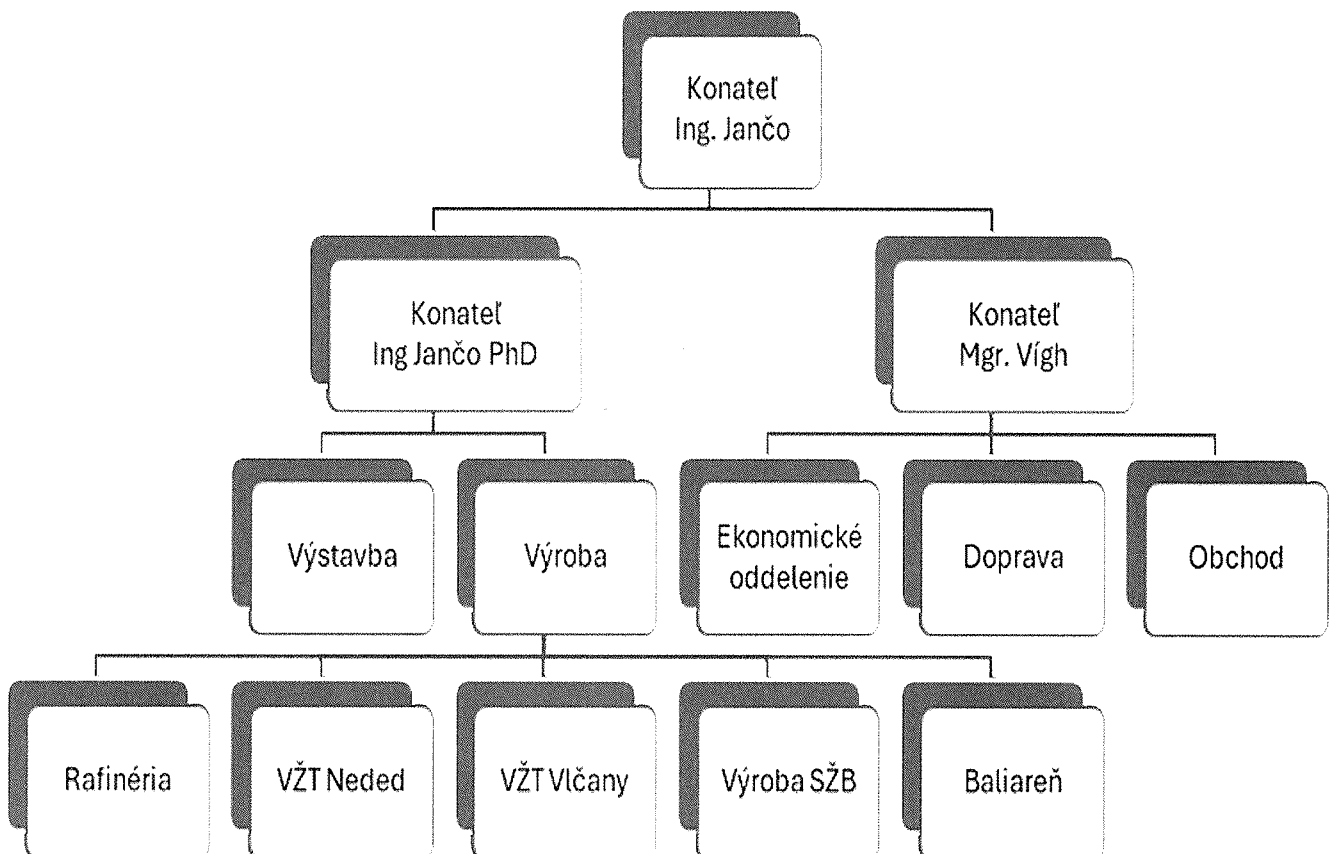 Konateľ
Ing. Jančo
Konateľ
Ing Jančo PhD
Konateľ
Mgr. Vígh
Výstavba
Výroba
Ekonomické
oddelenie
Doprava
Obchod
Rafinéria
VŽT Neded
VŽT Vlčany
Výroba SŽB
Baliareň